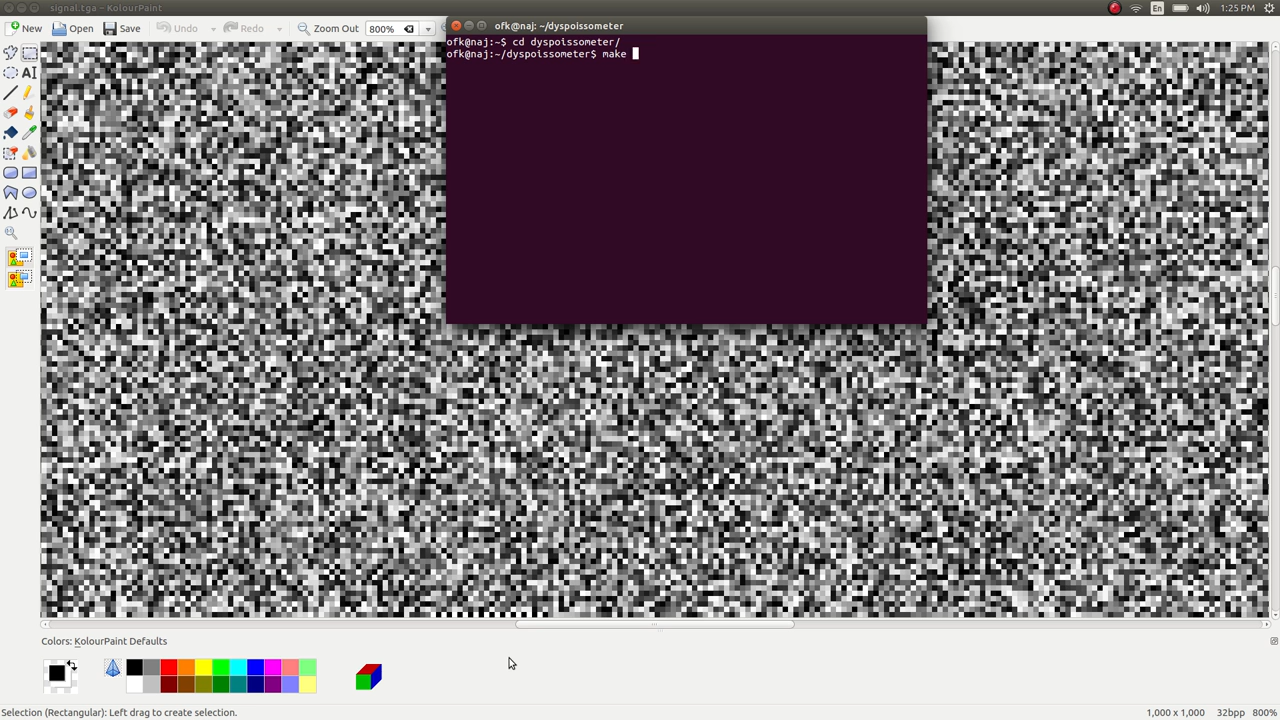 signal.tga - KolourPaint
En
1:25 PM
New
Open
Save
Undo
Redo
Zoom Out
800%
ofk@naj: ~/dyspoissometer
ofk@naj:~$ cd dyspoissometer/
ofk@naj:~/dyspoissometer$ make
Colors: KolourPaint Defaults
Selection (Rectangular): Left drag to create selection.
1,000 x 1,000
32bpp
800%